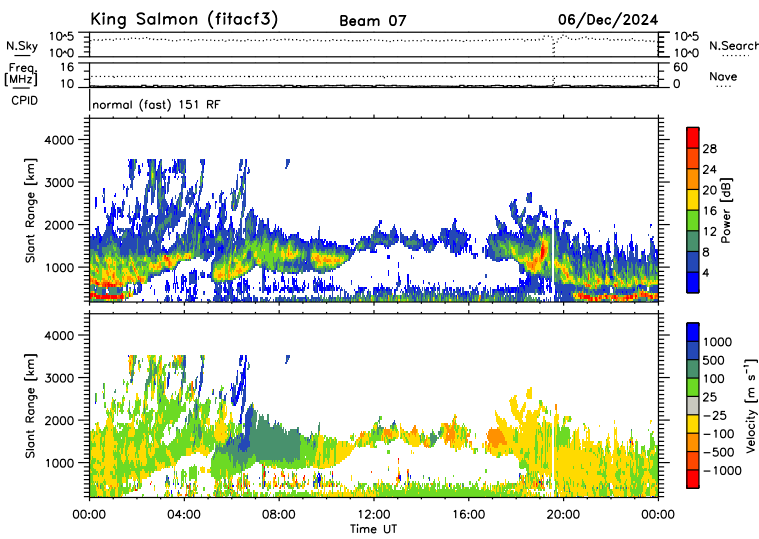 King Salmon (fitacf3) Beam 07 06/Dec/2024
N.Sky 10^5 10^0 10^5 10^0 N.Search
Freq. [MHz] 16 10 60 0 Nave
CPID normal (fast) 151 RF
Slant Range [km] 4000 3000 2000 1000
Power [dB] 28 24 20 16 12 8 4
Slant Range [km] 4000 3000 2000 1000
Velocity [m s⁻¹] 1000 500 100 25 −25 −100 −500 −1000
00:00 04:00 08:00 12:00 16:00 20:00 00:00
Time UT